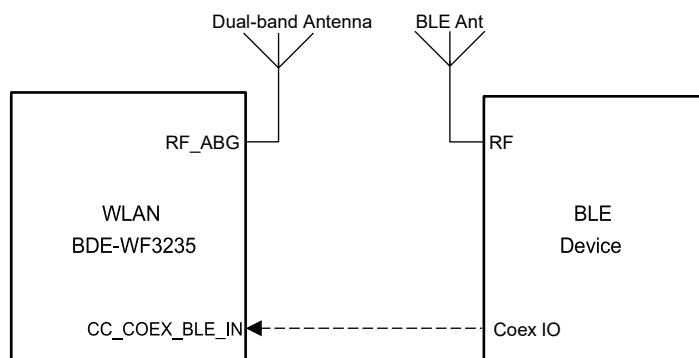 Dual-band Antenna
BLE Ant
RF_ABG
RF
WLAN
BDE-WF3235
BLE
Device
CC_COEX_BLE_IN
Coex IO